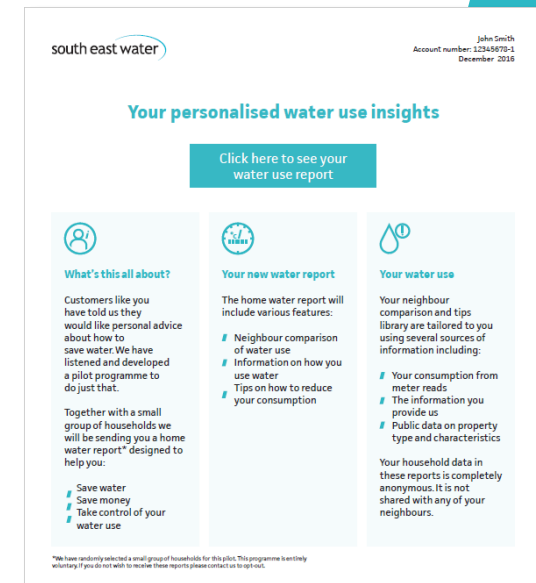 south east water
John Smith
Account number: 12345678-1
December 2016
Your personalised water use insights
Click here to see your
water use report
What's this all about?
Customers like you
have told us they
would like personal advice
about how to
save water. We have
listened and developed
a pilot programme to
do just that.
Together with a small
group of households we
will be sending you a home
water report* designed to
help you:
Save water
Save money
Take control of your
water use
Your new water report
The home water report will
include various features:
Neighbour comparison
of water use
Information on how you
use water
Tips on how to reduce
your consumption
Your water use
Your neighbour
comparison and tips
library are tailored to you
using several sources of
information including:
Your consumption from
meter reads
The information you
provide us
Public data on property
type and characteristics
Your household data in
these reports is completely
anonymous. It is not
shared with any of your
neighbours.
*We have randomly selected a small group of households for this pilot. This programme is entirely
voluntary. If you do not wish to receive these reports please contact us to opt-out.